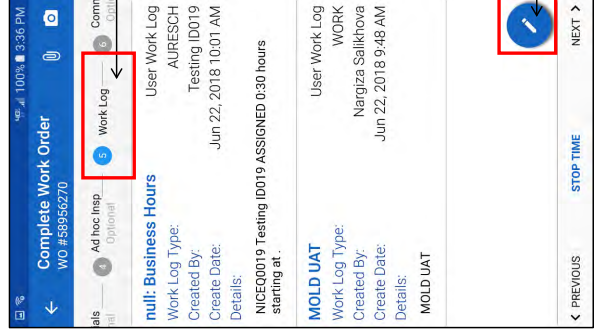 100% 3:36 PM
Complete Work Order
WO #58956270
als
nal
4 Ad hoc Insp
Optional
5 Work Log
6 Comm
Optio
null: Business Hours
Work Log Type: User Work Log
Created By: AURESCH
Testing ID019
Create Date: Jun 22, 2018 10:01 AM
Details:
NICEQ0019 Testing ID019 ASSIGNED 0:30 hours
starting at .
MOLD UAT
Work Log Type: User Work Log
Created By: WORK
Nargiza Salikhova
Create Date: Jun 22, 2018 9:48 AM
Details:
MOLD UAT
PREVIOUS STOP TIME NEXT